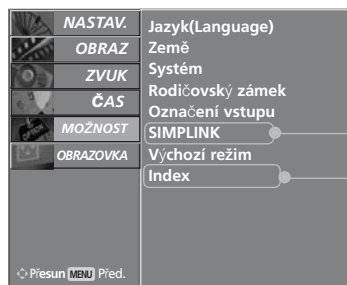 NASTAV.
OBRAZ
ZVUK
ČAS
MOŽNOST
OBRAZOVKA
Jazyk(Language)
Země
Systém
Rodičovský zámek
Označení vstupu
SIMPLINK
Výchozí režim
Index
Přesun MENU Před.